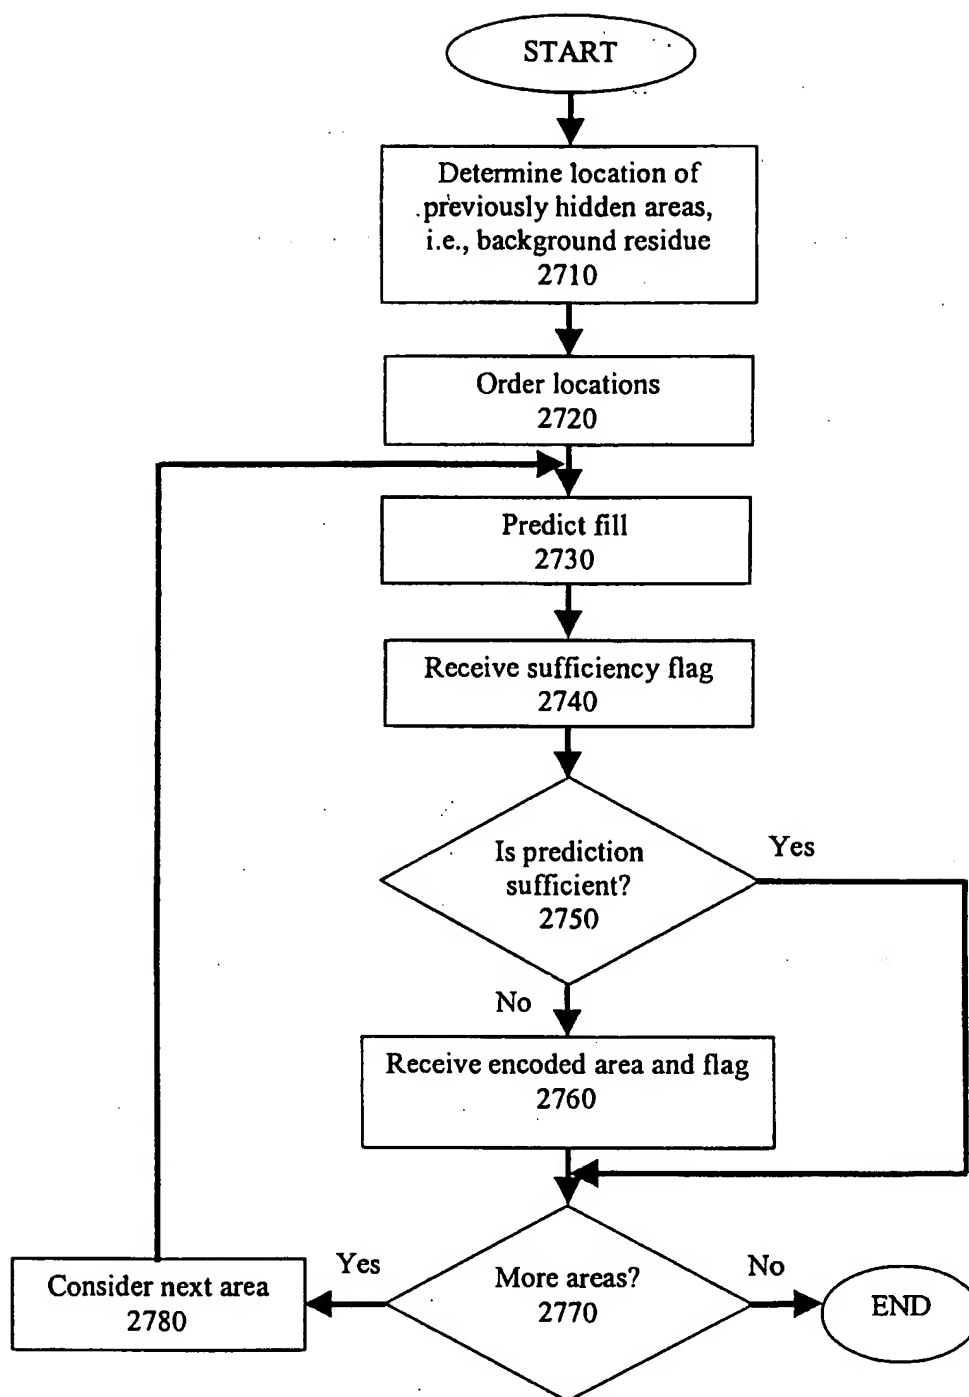 START
Determine location of
previously hidden areas,
i.e., background residue
2710
Order locations
2720
Predict fill
2730
Receive sufficiency flag
2740
Is prediction
sufficient?
2750
Yes
No
Receive encoded area and flag
2760
More areas?
2770
Yes
No
Consider next area
2780
END